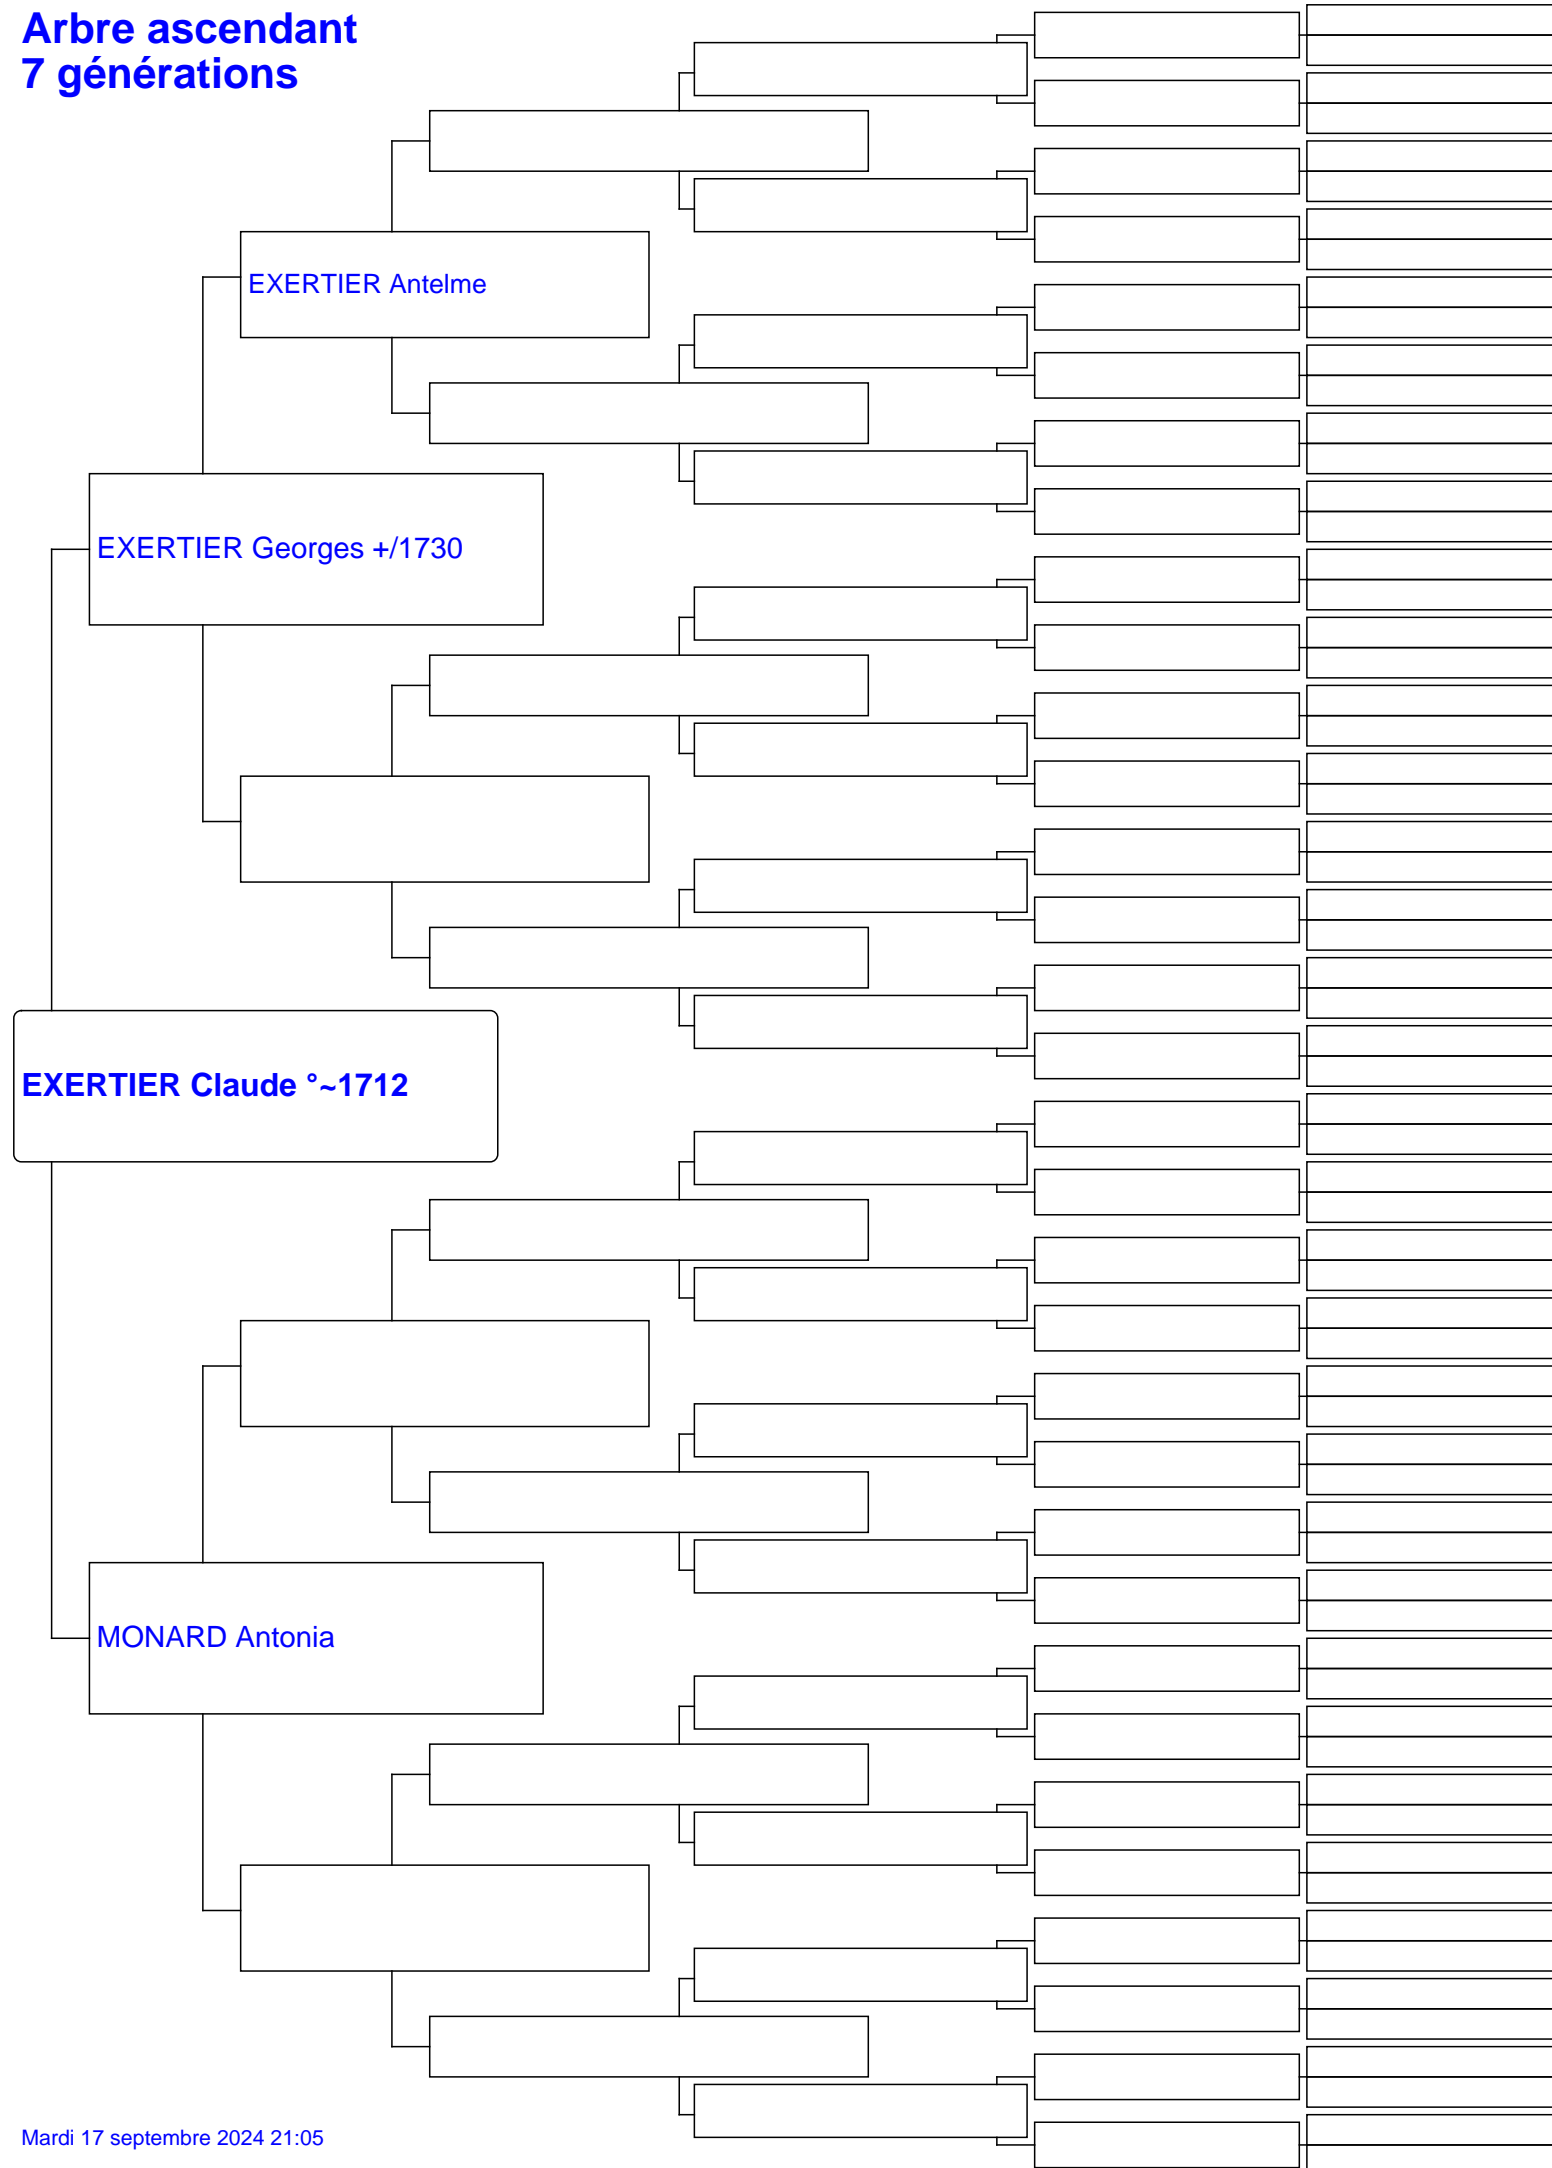 Arbre ascendant
7 générations
EXERTIER Antelme
EXERTIER Georges +/1730
EXERTIER Claude °~1712
MONARD Antonia
Mardi 17 septembre 2024 21:05